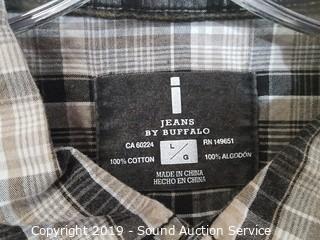 i
JEANS
BY BUFFALO
CA 60224 RN 149651
100% COTTON L/G 100% ALGODÓN
MADE IN CHINA
HECHO EN CHINA
Copyright 2019 - Sound Auction Service